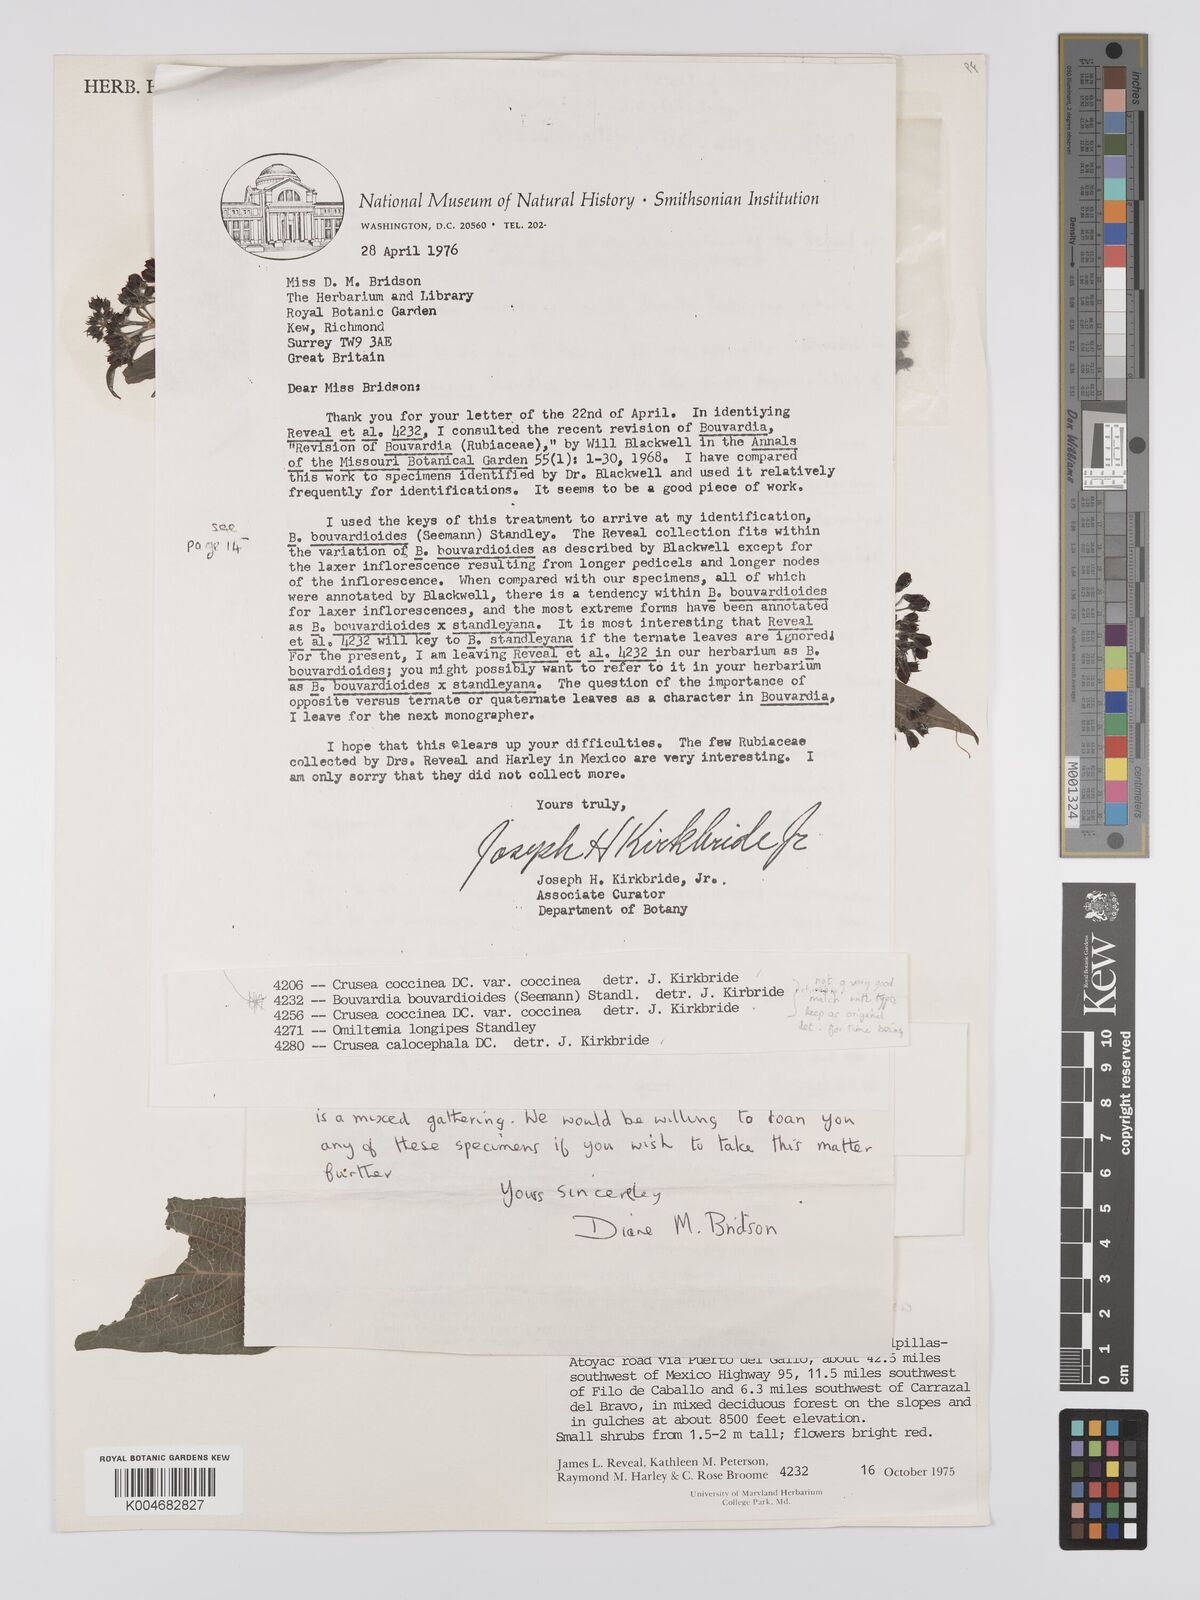 HERB. H
National Museum of Natural History · Smithsonian Institution
WASHINGTON, D.C. 20560 • TEL. 202-
28 April 1976
Miss D. M. Bridson
The Herbarium and Library
Royal Botanic Garden
Kew, Richmond
Surrey TW9 3AE
Great Britain
Dear Miss Bridson:
Thank you for your letter of the 22nd of April. In identiying
Reveal et al. 4232, I consulted the recent revision of Bouvardia,
"Revision of Bouvardia (Rubiaceae)," by Will Blackwell in the Annals
of the Missouri Botanical Garden 55(1): 1-30, 1968. I have compared
this work to specimens identified by Dr. Blackwell and used it relatively
frequently for identifications. It seems to be a good piece of work.
see
page 14
I used the keys of this treatment to arrive at my identification,
B. bouvardioides (Seemann) Standley. The Reveal collection fits within
the variation of B. bouvardioides as described by Blackwell except for
the laxer inflorescence resulting from longer pedicels and longer nodes
of the inflorescence. When compared with our specimens, all of which
were annotated by Blackwell, there is a tendency within B. bouvardioides
for laxer inflorescences, and the most extreme forms have been annotated
as B. bouvardioides x standleyana. It is most interesting that Reveal
et al. 4232 will key to B. standleyana if the ternate leaves are ignored!
For the present, I am leaving Reveal et al. 4232 in our herbarium as B.
bouvardioides; you might possibly want to refer to it in your herbarium
as B. bouvardioides x standleyana. The question of the importance of
opposite versus ternate or quaternate leaves as a character in Bouvardia,
I leave for the next monographer.
I hope that this clears up your difficulties. The few Rubiaceae
collected by Drs. Reveal and Harley in Mexico are very interesting. I
am only sorry that they did not collect more.
Yours truly,
Joseph H Kirkbride Jr
Joseph H. Kirkbride, Jr.
Associate Curator
Department of Botany
4206 -- Crusea coccinea DC. var. coccinea detr. J. Kirkbride
4232 -- Bouvardia bouvardioides (Seemann) Standl. detr. J. Kirbride
4256 -- Crusea coccinea DC. var. coccinea detr. J. Kirkbride
4271 -- Omiltemia longipes Standley
4280 -- Crusea calocephala DC. detr. J. Kirkbride
not a very good
match with types
keep as original
det. for time being
is a mixed gathering. We would be willing to loan you
any of these specimens if you wish to take this matter
further
Yours sincereley
Diane M. Bridson
lpillas-
Atoyac road via Puerto del Gallo, about 42.5 miles
southwest of Mexico Highway 95, 11.5 miles southwest
of Filo de Caballo and 6.3 miles southwest of Carrazal
del Bravo, in mixed deciduous forest on the slopes and
in gulches at about 8500 feet elevation.
Small shrubs from 1.5-2 m tall; flowers bright red.
James L. Reveal, Kathleen M. Peterson,
Raymond M. Harley & C. Rose Broome 4232 16 October 1975
University of Maryland Herbarium
College Park, Md.
ROYAL BOTANIC GARDENS KEW
K004682827
inches
Density
Don Williams
M001324
centimeters
Royal Botanic Gardens
Kew
copyright reserved
0 1 2 3 4 5 6 7 8 9 10
cm